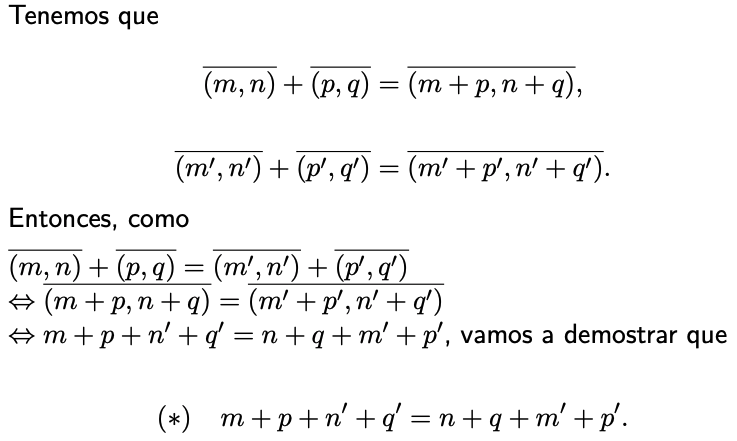 Tenemos que
$\overline{(m,n)} + \overline{(p,q)} = \overline{(m+p,n+q)},$
$\overline{(m',n')} + \overline{(p',q')} = \overline{(m'+p',n'+q')}.$
Entonces, como
$\overline{(m,n)} + \overline{(p,q)} = \overline{(m',n')} + \overline{(p',q')}$
$\Leftrightarrow \overline{(m+p,n+q)} = \overline{(m'+p',n'+q')}$
$\Leftrightarrow m+p+n'+q' = n+q+m'+p'$, vamos a demostrar que
$(*) \quad m+p+n'+q' = n+q+m'+p'.$